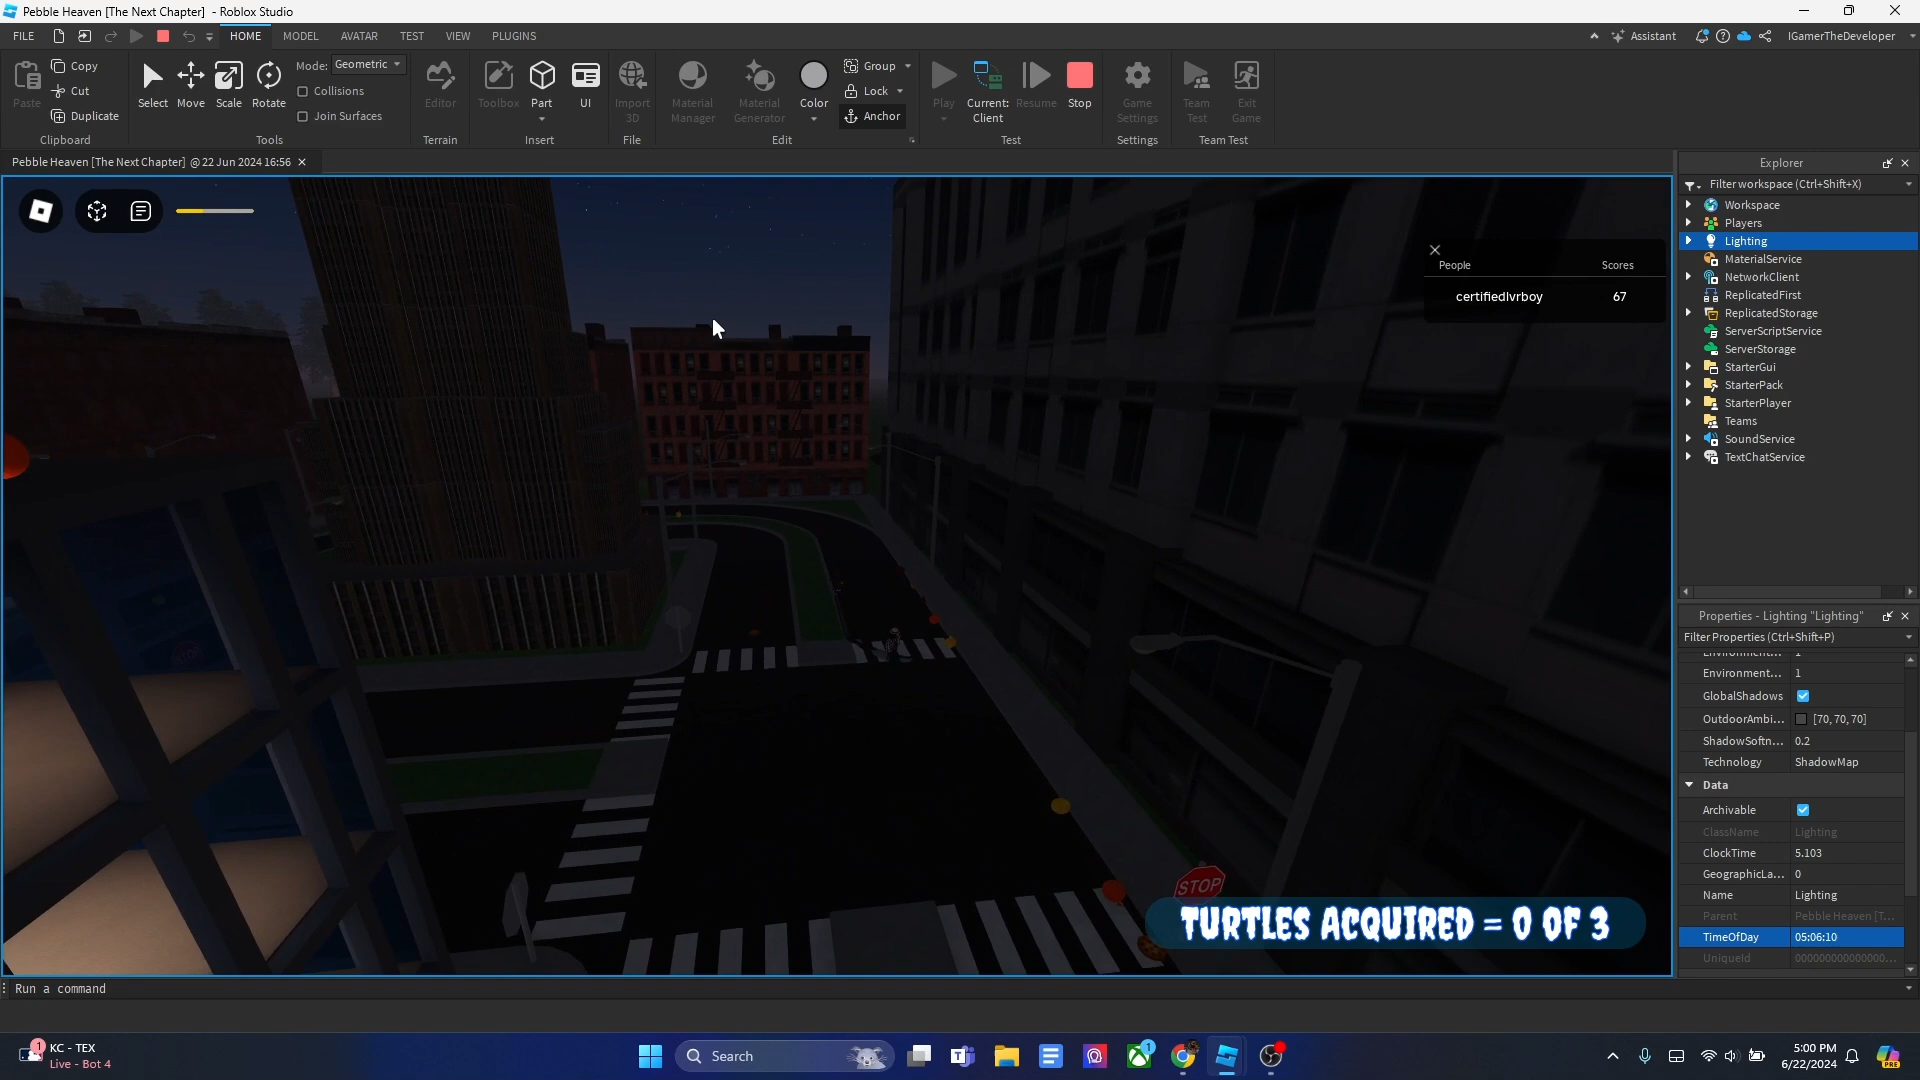 Pebble Heaven [The Next Chapter] - Roblox Studio
FILE HOME MODEL AVATAR TEST VIEW PLUGINS Assistant IGamerTheDeveloper
Paste
Copy
Cut
Duplicate
Clipboard
Select
Move
Scale
Rotate
Mode: Geometric
Collisions
Join Surfaces
Tools
Editor
Terrain
Toolbox
Part
UI
Insert
Import
3D
File
Material
Manager
Material
Generator
Color
Group
Lock
Anchor
Edit
Play
Current:
Client
Resume
Stop
Test
Game
Settings
Settings
Team
Test
Exit
Game
Team Test
Pebble Heaven [The Next Chapter] @ 22 Jun 2024 16:56
People Scores
certifiedlvrboy 67
STOP
TURTLES ACQUIRED = 0 OF 3
Explorer
Filter workspace (Ctrl+Shift+X)
Workspace
Players
Lighting
MaterialService
NetworkClient
ReplicatedFirst
ReplicatedStorage
ServerScriptService
ServerStorage
StarterGui
StarterPack
StarterPlayer
Teams
SoundService
TextChatService
Properties - Lighting "Lighting"
Filter Properties (Ctrl+Shift+P)
Environment... 1
Environment... 1
GlobalShadows
OutdoorAmbi... [70, 70, 70]
ShadowSoftn... 0.2
Technology ShadowMap
Data
Archivable
ClassName Lighting
ClockTime 5.103
GeographicLa... 0
Name Lighting
Parent Pebble Heaven [T...
TimeOfDay 05:06:10
UniqueId 000000000000000...
Run a command
1
KC - TEX
Live - Bot 4
Search
1
PRE
5:00 PM
6/22/2024